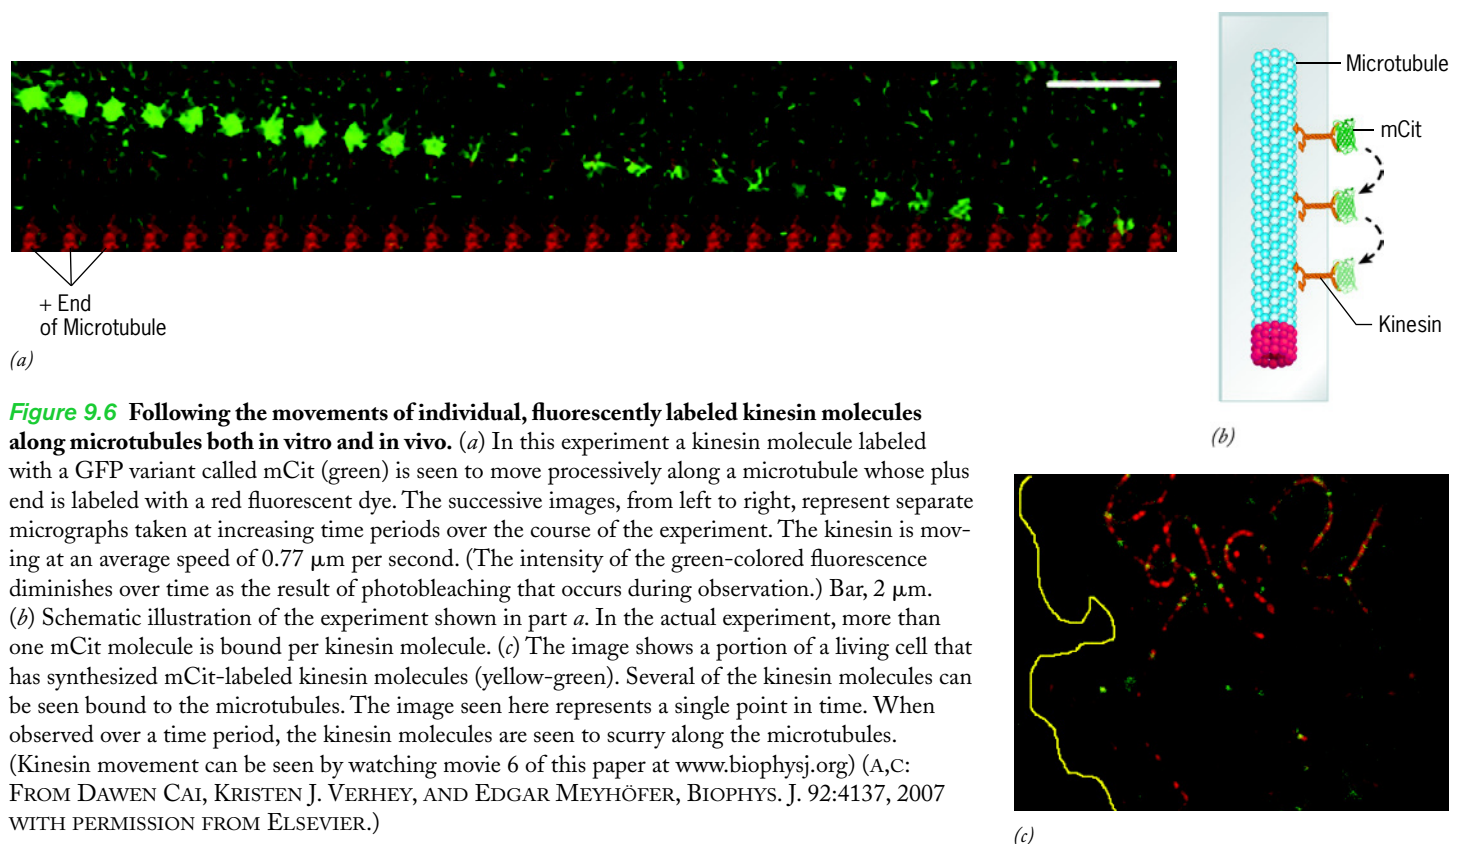 + End
of Microtubule
(a)
Microtubule
mCit
Kinesin
(b)
Figure 9.6 Following the movements of individual, fluorescently labeled kinesin molecules
along microtubules both in vitro and in vivo. (a) In this experiment a kinesin molecule labeled
with a GFP variant called mCit (green) is seen to move processively along a microtubule whose plus
end is labeled with a red fluorescent dye. The successive images, from left to right, represent separate
micrographs taken at increasing time periods over the course of the experiment. The kinesin is mov-
ing at an average speed of 0.77 μm per second. (The intensity of the green-colored fluorescence
diminishes over time as the result of photobleaching that occurs during observation.) Bar, 2 μm.
(b) Schematic illustration of the experiment shown in part a. In the actual experiment, more than
one mCit molecule is bound per kinesin molecule. (c) The image shows a portion of a living cell that
has synthesized mCit-labeled kinesin molecules (yellow-green). Several of the kinesin molecules can
be seen bound to the microtubules. The image seen here represents a single point in time. When
observed over a time period, the kinesin molecules are seen to scurry along the microtubules.
(Kinesin movement can be seen by watching movie 6 of this paper at www.biophysj.org) (A,C:
FROM DAWEN CAI, KRISTEN J. VERHEY, AND EDGAR MEYHÖFER, BIOPHYS. J. 92:4137, 2007
WITH PERMISSION FROM ELSEVIER.)
(c)